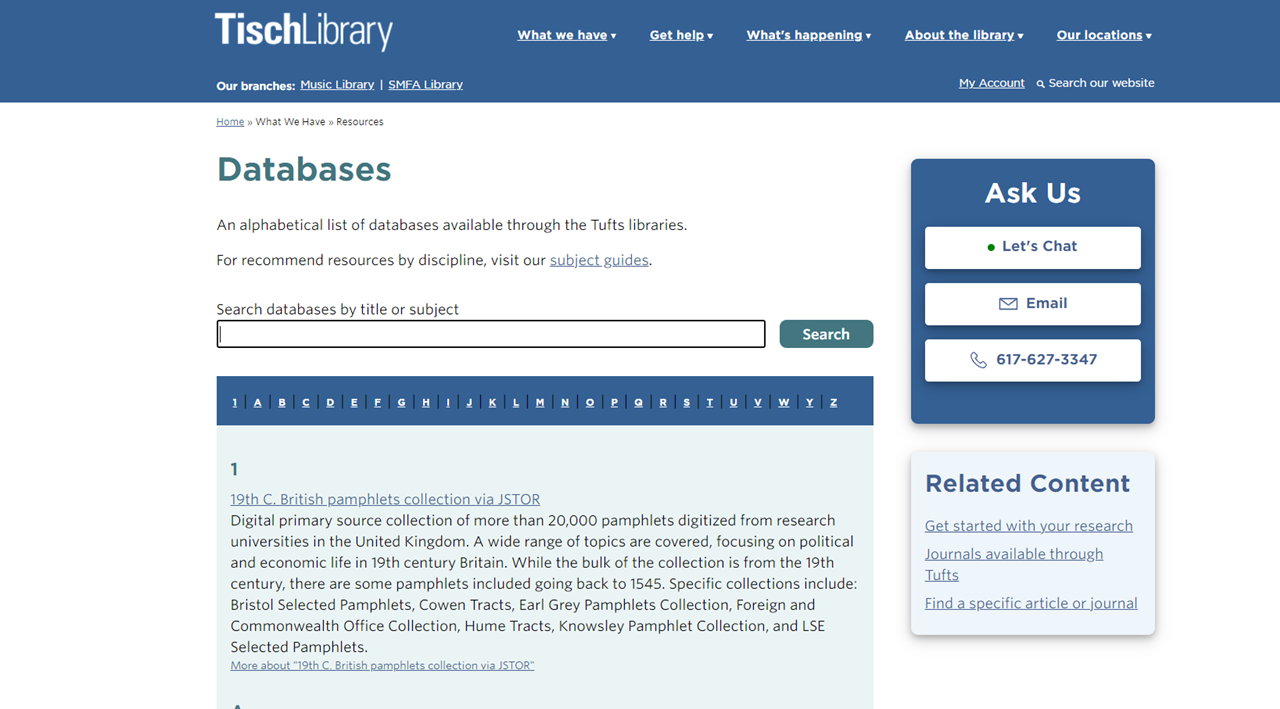 TischLibrary
What we have ▾ Get help ▾ What's happening ▾ About the library ▾ Our locations ▾
Our branches: Music Library | SMFA Library
My Account Search our website
Home » What We Have » Resources
Databases
An alphabetical list of databases available through the Tufts libraries.
For recommend resources by discipline, visit our subject guides.
Search databases by title or subject
Search
1 | A | B | C | D | E | F | G | H | I | J | K | L | M | N | O | P | Q | R | S | T | U | V | W | Y | Z
1
19th C. British pamphlets collection via JSTOR
Digital primary source collection of more than 20,000 pamphlets digitized from research
universities in the United Kingdom. A wide range of topics are covered, focusing on political
and economic life in 19th century Britain. While the bulk of the collection is from the 19th
century, there are some pamphlets included going back to 1545. Specific collections include:
Bristol Selected Pamphlets, Cowen Tracts, Earl Grey Pamphlets Collection, Foreign and
Commonwealth Office Collection, Hume Tracts, Knowsley Pamphlet Collection, and LSE
Selected Pamphlets.
More about "19th C. British pamphlets collection via JSTOR"
Ask Us
Let's Chat
Email
617-627-3347
Related Content
Get started with your research
Journals available through
Tufts
Find a specific article or journal